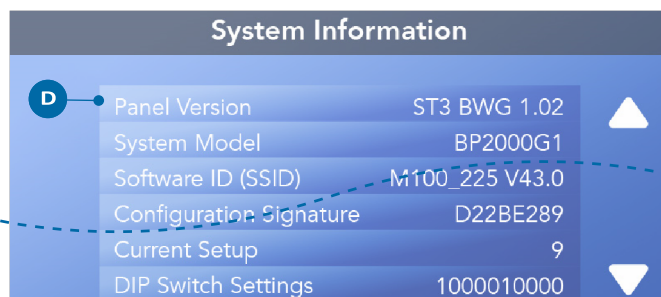 System Information
D
Panel Version ST3 BWG 1.02
System Model BP2000G1
Software ID (SSID) M100_225 V43.0
Configuration Signature D22BE289
Current Setup 9
DIP Switch Settings 1000010000